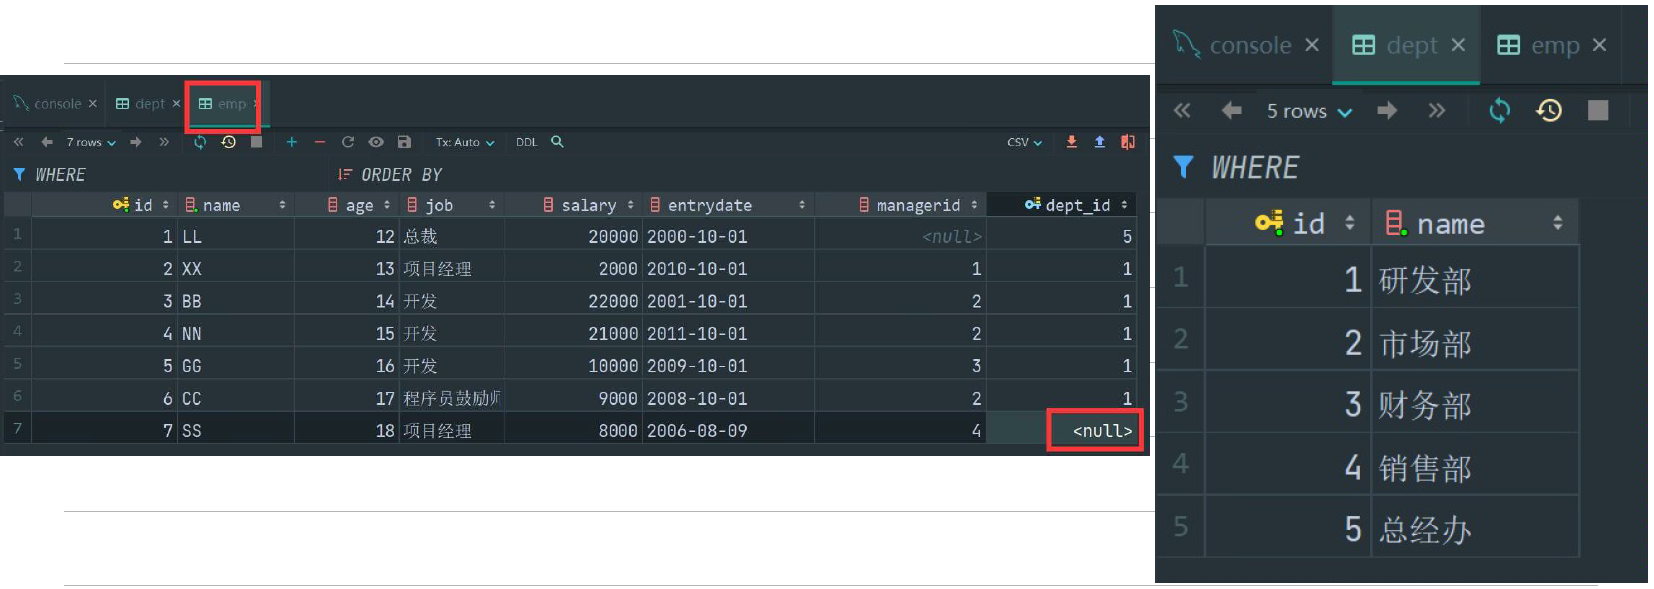 console × dept × emp ×
7 rows Tx: Auto DDL CSV
WHERE ORDER BY
id name age job salary entrydate managerid dept_id
1 1 LL 12 总裁 20000 2000-10-01 <null> 5
2 2 XX 13 项目经理 2000 2010-10-01 1 1
3 3 BB 14 开发 22000 2001-10-01 2 1
4 4 NN 15 开发 21000 2011-10-01 2 1
5 5 GG 16 开发 10000 2009-10-01 3 1
6 6 CC 17 程序员鼓励师 9000 2008-10-01 2 1
7 7 SS 18 项目经理 8000 2006-08-09 4 <null>
console × dept × emp ×
5 rows
WHERE
id name
1 1 研发部
2 2 市场部
3 3 财务部
4 4 销售部
5 5 总经办